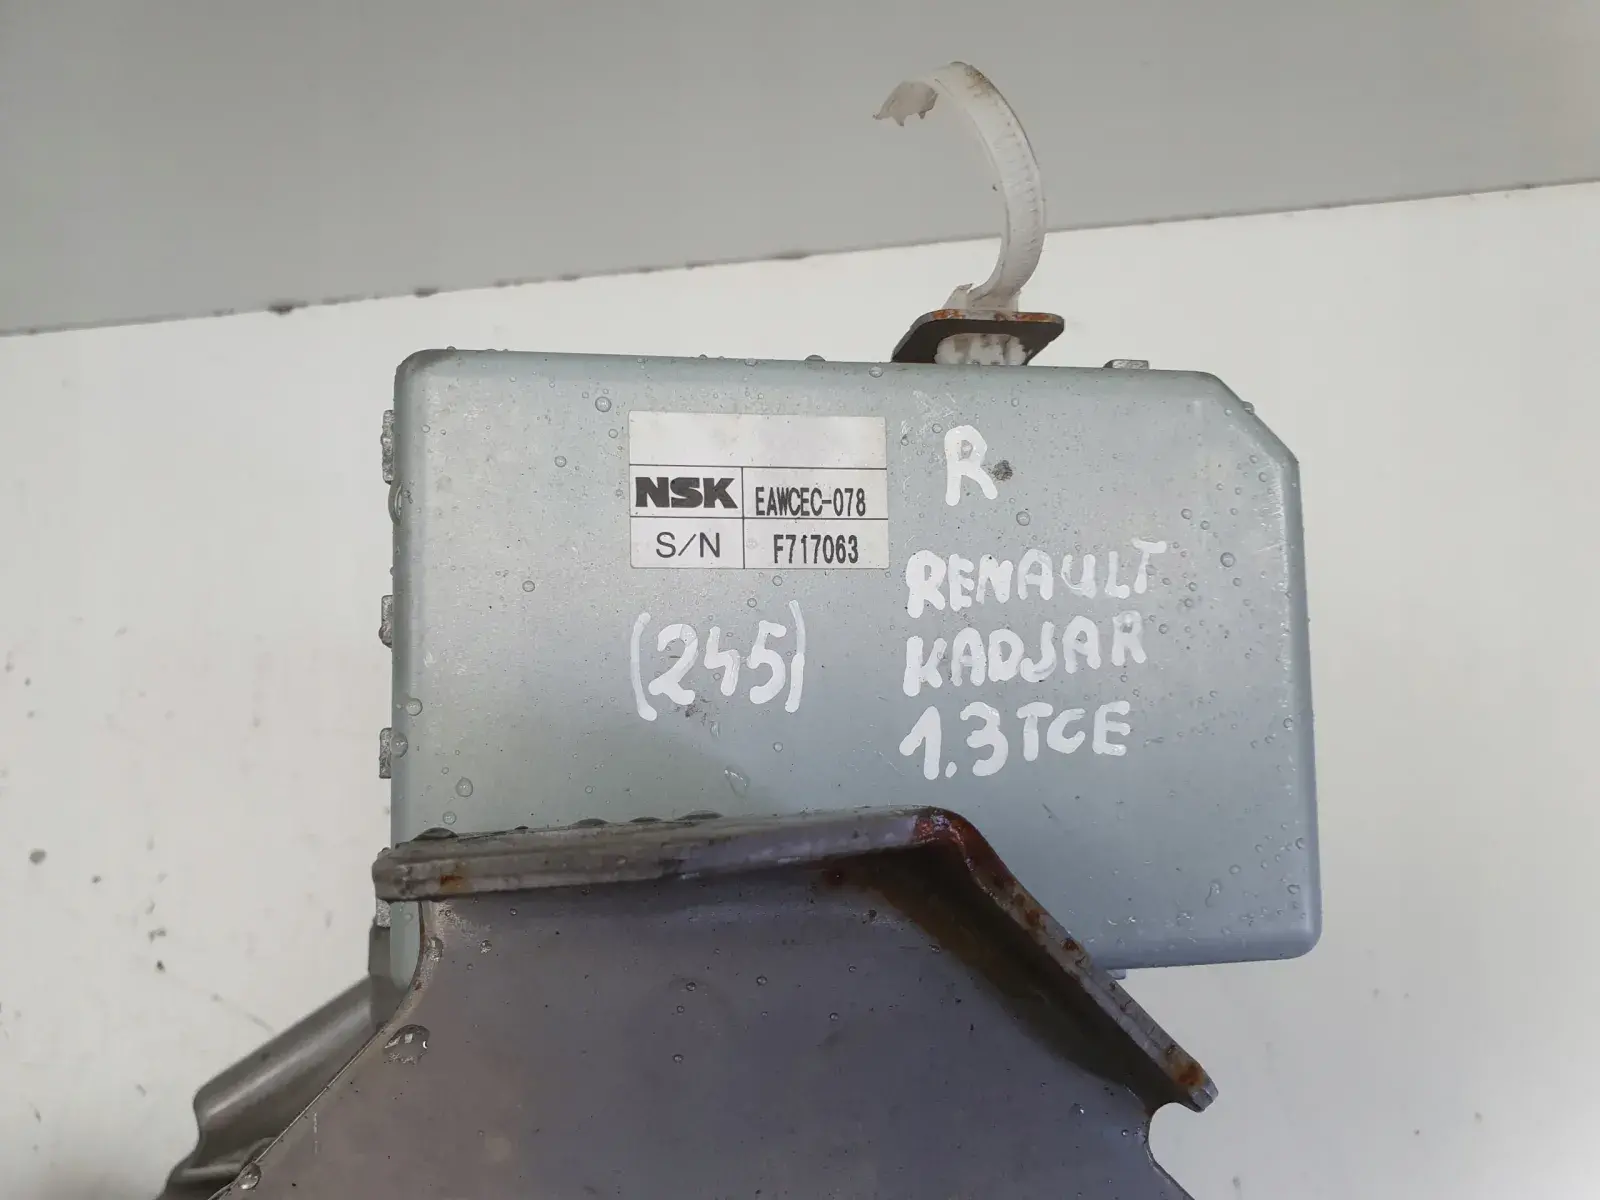 NSK EAWCEC-078
S/N F717063
R
RENAULT
KADJAR
1.3TCE
(245)